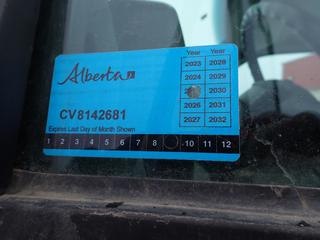 Year Year
2023 2028
2024 2029
Alberta
2030
2026 2031
CV8142681
2027 2032
Expires Last Day of Month Shown
1 2 3 4 5 6 7 8 10 11 12